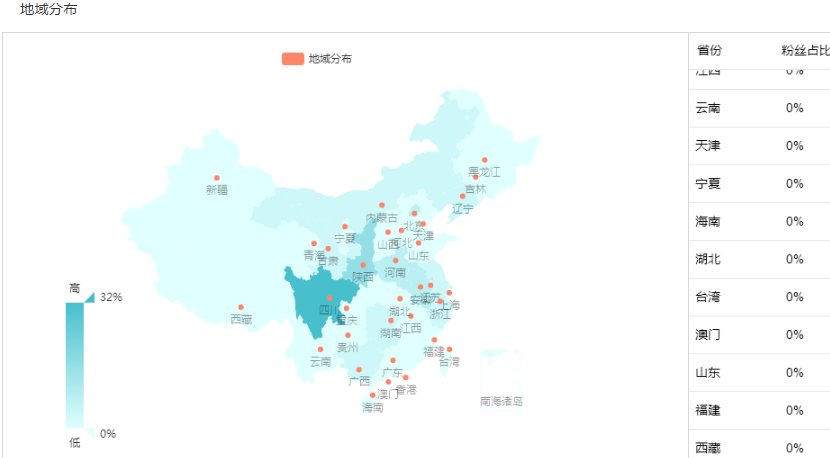 地域分布
地域分布
省份 粉丝占比
江西 0%
云南 0%
天津 0%
宁夏 0%
海南 0%
湖北 0%
台湾 0%
澳门 0%
山东 0%
福建 0%
西藏 0%
黑龙江
新疆
吉林
辽宁
内蒙古
北京
天津
宁夏
山西
河北
青海
甘肃
山东
陕西
河南
高
32%
四川
重庆
安徽
江苏
上海
西藏
湖北
浙江
江西
湖南
贵州
福建
云南
台湾
广西
广东
香港
澳门
海南
南海诸岛
0%
低